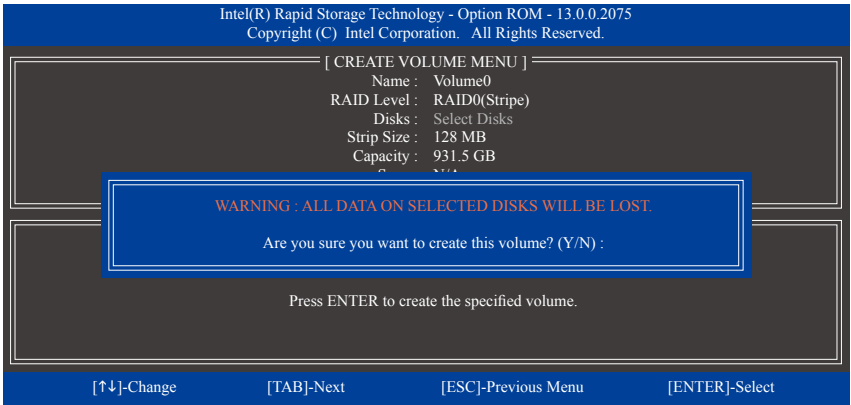 Intel(R) Rapid Storage Technology - Option ROM - 13.0.0.2075
Copyright (C) Intel Corporation. All Rights Reserved.
[ CREATE VOLUME MENU ]
Name : Volume0
RAID Level : RAID0(Stripe)
Disks : Select Disks
Strip Size : 128 MB
Capacity : 931.5 GB
WARNING : ALL DATA ON SELECTED DISKS WILL BE LOST.
Are you sure you want to create this volume? (Y/N) :
Press ENTER to create the specified volume.
[↑↓]-Change [TAB]-Next [ESC]-Previous Menu [ENTER]-Select